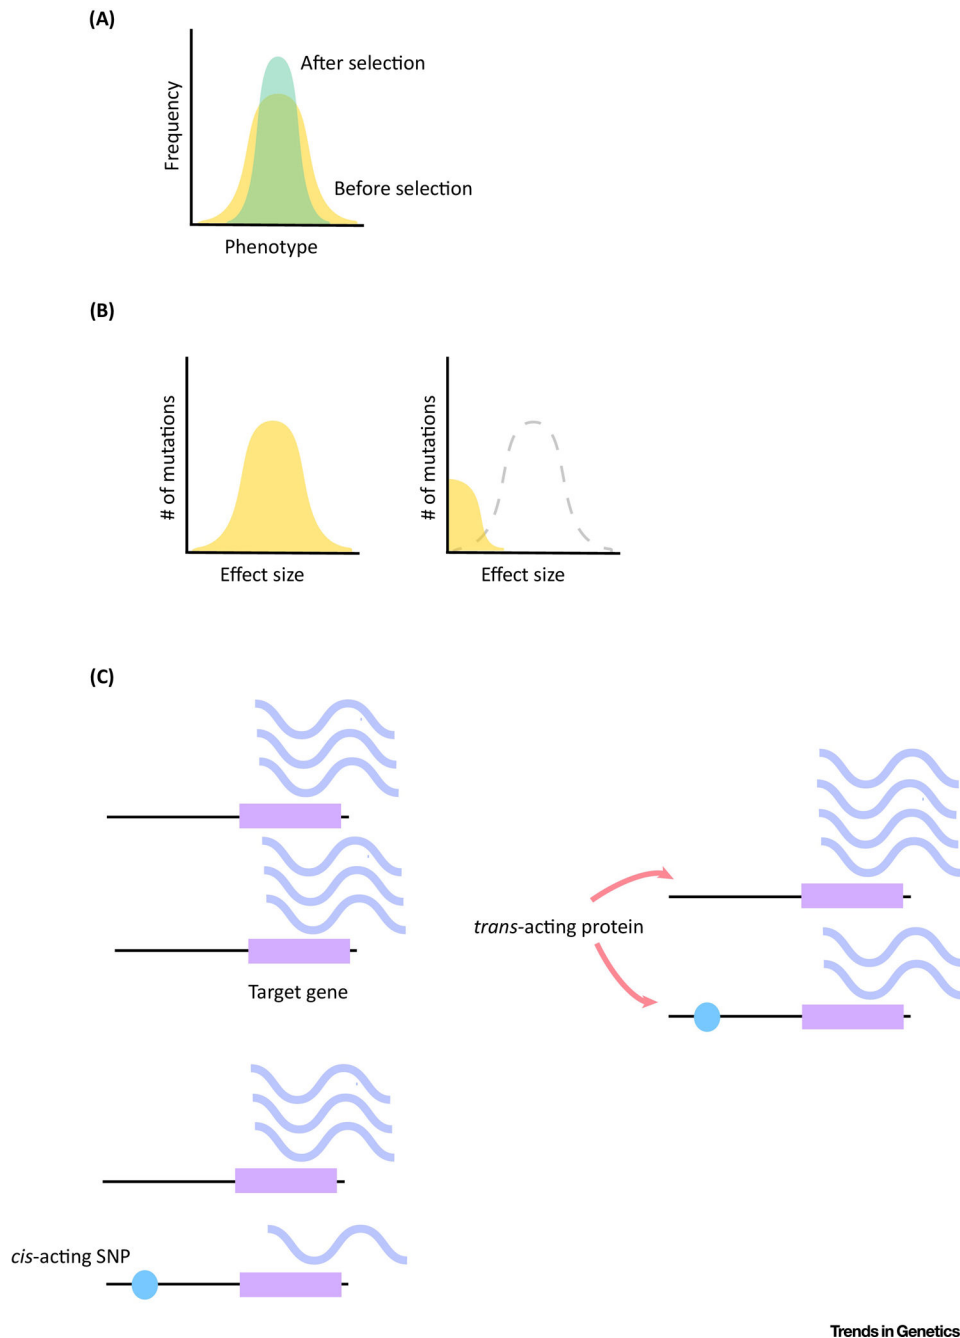 (A)
Frequency
After selection
Before selection
Phenotype
(B)
# of mutations
Effect size
# of mutations
Effect size
(C)
Target gene
trans-acting protein
cis-acting SNP
Trends in Genetics